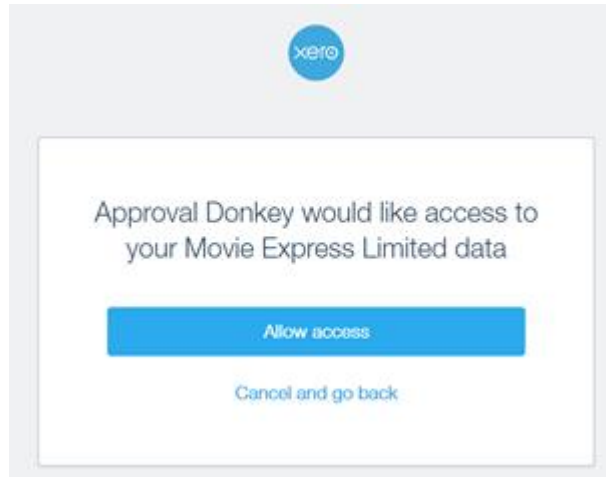 xero
Approval Donkey would like access to
your Movie Express Limited data
Allow access
Cancel and go back